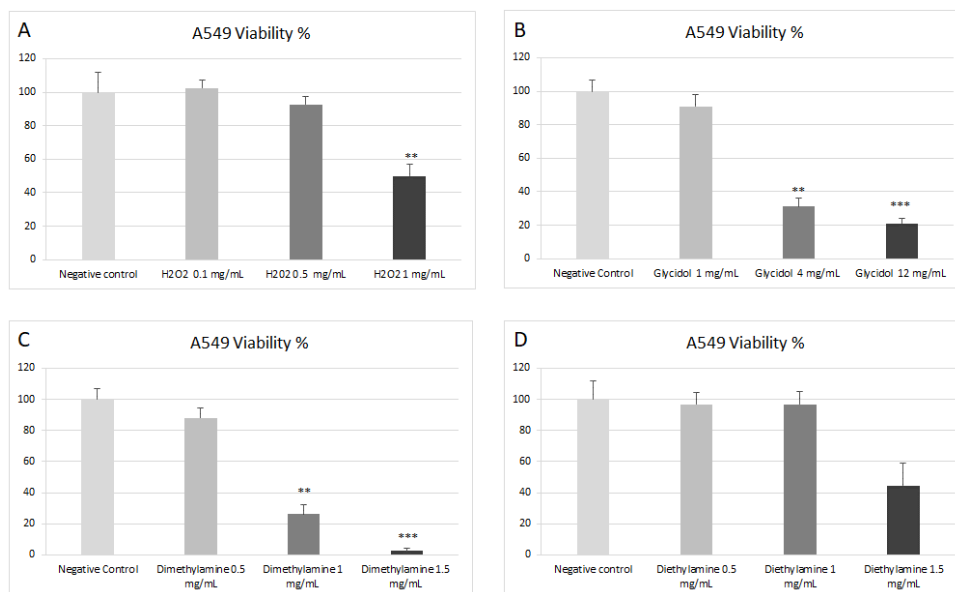 A
A549 Viability %
120
100
80
60
40
20
0
**
Negative control
H2O2 0.1 mg/mL
H2O2 0.5 mg/mL
H2O2 1 mg/mL
B
A549 Viability %
120
100
80
60
40
20
0
**
***
Negative Control
Glycidol 1 mg/mL
Glycidol 4 mg/mL
Glycidol 12 mg/mL
C
A549 Viability %
120
100
80
60
40
20
0
**
***
Negative Control
Dimethylamine 0.5
mg/mL
Dimethylamine 1
mg/mL
Dimethylamine 1.5
mg/mL
D
A549 Viability %
120
100
80
60
40
20
0
Negative control
Diethylamine 0.5
mg/mL
Diethylamine 1
mg/mL
Diethylamine 1.5
mg/mL